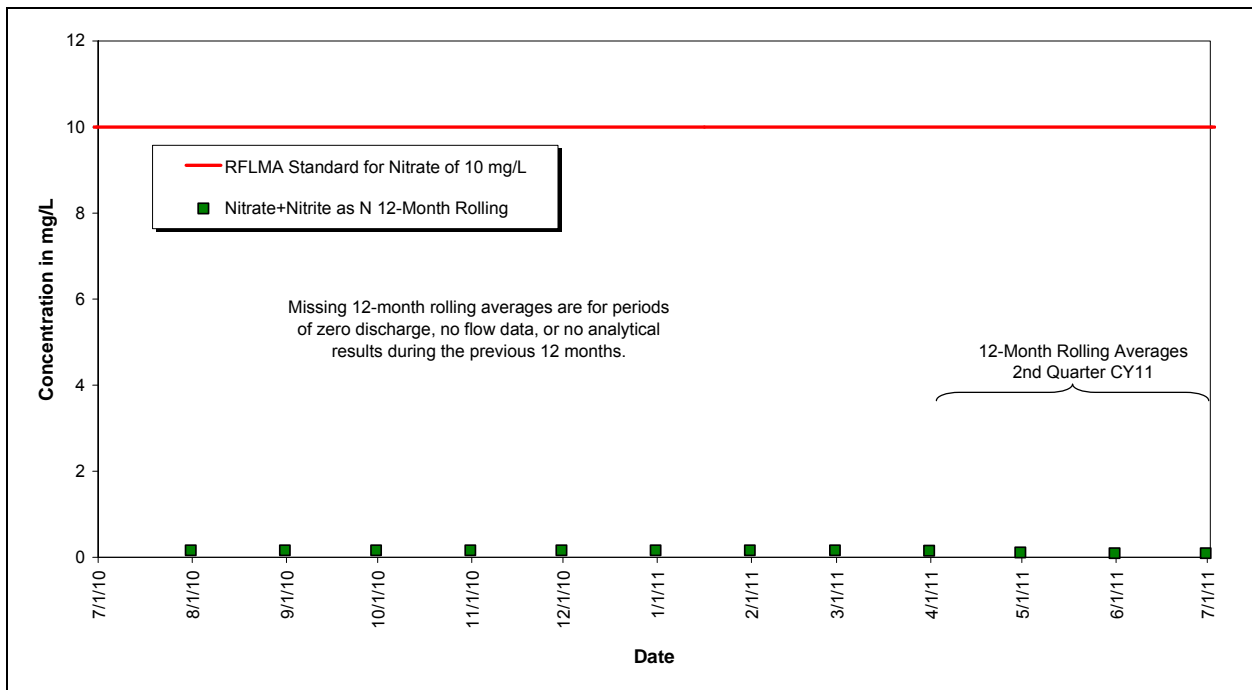 12
10
8
6
4
2
0
Concentration in mg/L
RFLMA Standard for Nitrate of 10 mg/L
Nitrate+Nitrite as N 12-Month Rolling
Missing 12-month rolling averages are for periods
of zero discharge, no flow data, or no analytical
results during the previous 12 months.
12-Month Rolling Averages
2nd Quarter CY11
7/1/10
8/1/10
9/1/10
10/1/10
11/1/10
12/1/10
1/1/11
2/1/11
3/1/11
4/1/11
5/1/11
6/1/11
7/1/11
Date